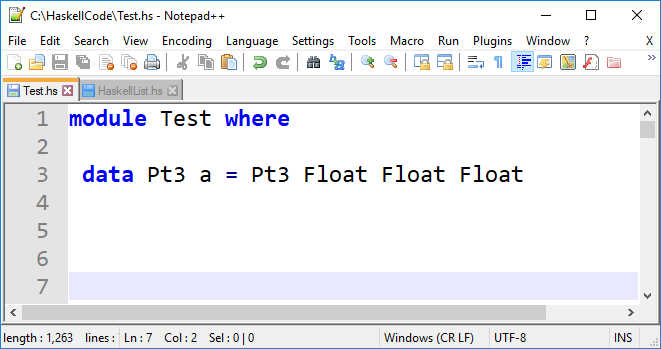 C:\HaskellCode\Test.hs - Notepad++
File Edit Search View Encoding Language Settings Tools Macro Run Plugins Window ? X
Test.hs HaskellList.hs
1 module Test where
2
3 data Pt3 a = Pt3 Float Float Float
4
5
6
7
length : 1,263 lines : Ln : 7 Col : 2 Sel : 0 | 0 Windows (CR LF) UTF-8 INS